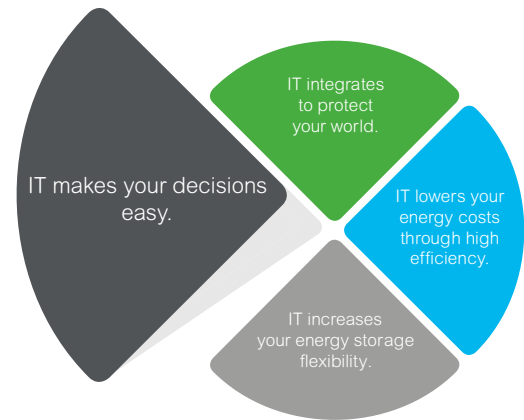 IT makes your decisions
easy.
IT integrates
to protect
your world.
IT lowers your
energy costs
through high
efficiency.
IT increases
your energy storage
flexibility.